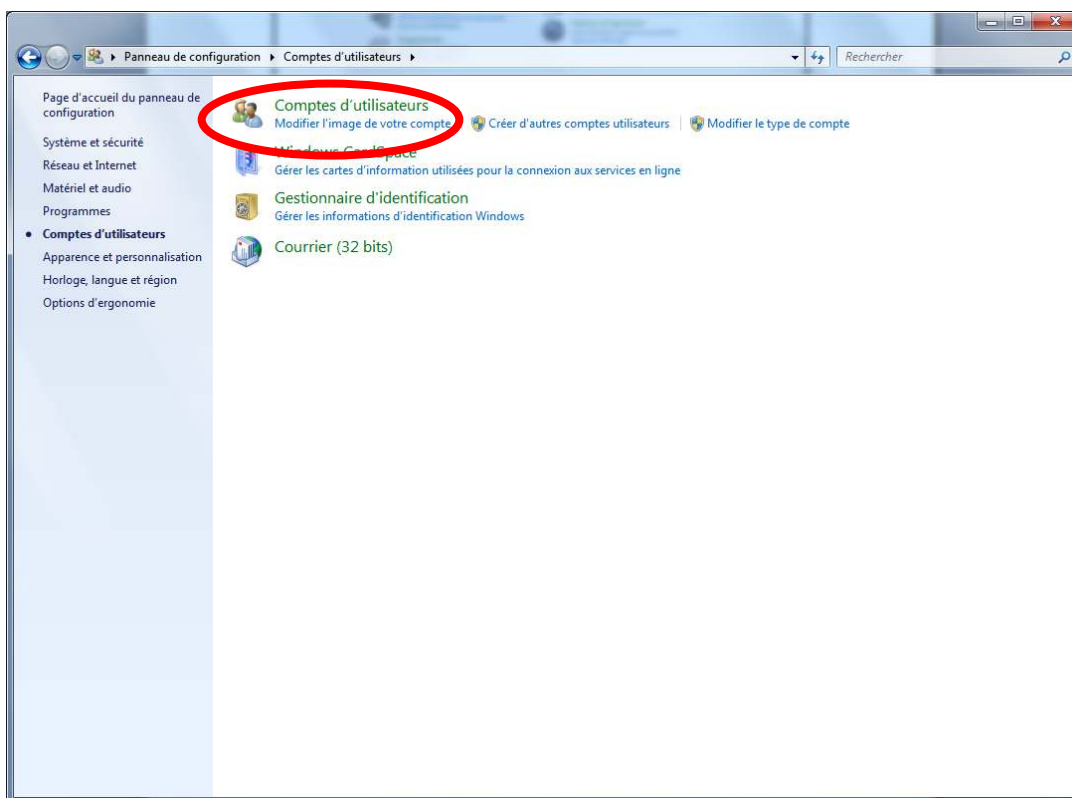 Panneau de configuration Comptes d'utilisateurs
Rechercher
Page d'accueil du panneau de
configuration
Système et sécurité
Réseau et Internet
Matériel et audio
Programmes
Comptes d'utilisateurs
Apparence et personnalisation
Horloge, langue et région
Options d'ergonomie
Comptes d'utilisateurs
Modifier l'image de votre compte Créer d'autres comptes utilisateurs Modifier le type de compte
Windows CardSpace
Gérer les cartes d'information utilisées pour la connexion aux services en ligne
Gestionnaire d'identification
Gérer les informations d'identification Windows
Courrier (32 bits)